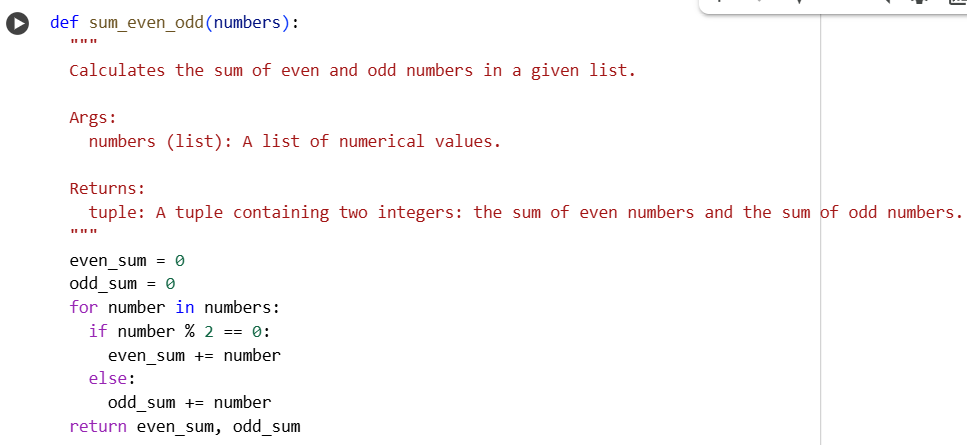 def sum_even_odd(numbers):
  """
  Calculates the sum of even and odd numbers in a given list.

  Args:
    numbers (list): A list of numerical values.

  Returns:
    tuple: A tuple containing two integers: the sum of even numbers and the sum of odd numbers.
  """
  even_sum = 0
  odd_sum = 0
  for number in numbers:
    if number % 2 == 0:
      even_sum += number
    else:
      odd_sum += number
  return even_sum, odd_sum